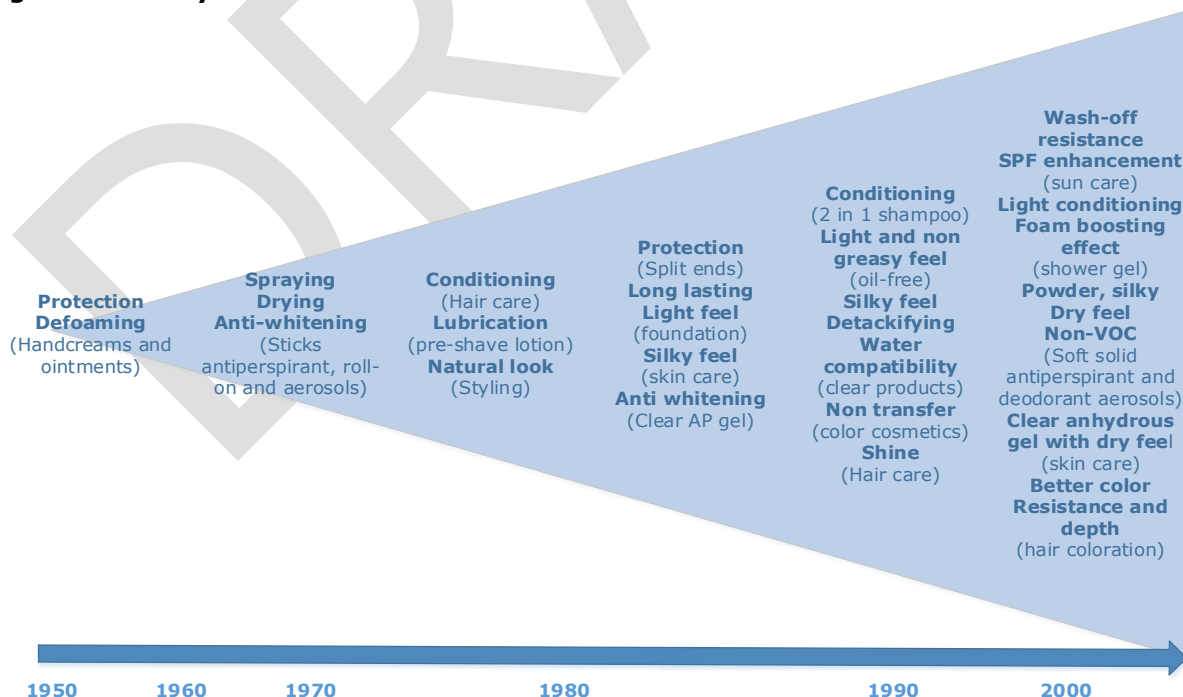 Protection
Defoaming
(Handcreams and
ointments)
Spraying
Drying
Anti-whitening
(Sticks
antiperspirant, roll-
on and aerosols)
Conditioning
(Hair care)
Lubrication
(pre-shave lotion)
Natural look
(Styling)
Protection
(Split ends)
Long lasting
Light feel
(foundation)
Silky feel
(skin care)
Anti whitening
(Clear AP gel)
Conditioning
(2 in 1 shampoo)
Light and non
greasy feel
(oil-free)
Silky feel
Detackifying
Water
compatibility
(clear products)
Non transfer
(color cosmetics)
Shine
(Hair care)
Wash-off
resistance
SPF enhancement
(sun care)
Light conditioning
Foam boosting
effect
(shower gel)
Powder, silky
Dry feel
Non-VOC
(Soft solid
antiperspirant and
deodorant aerosols)
Clear anhydrous
gel with dry feel
(skin care)
Better color
Resistance and
depth
(hair coloration)
1950 1960 1970 1980 1990 2000